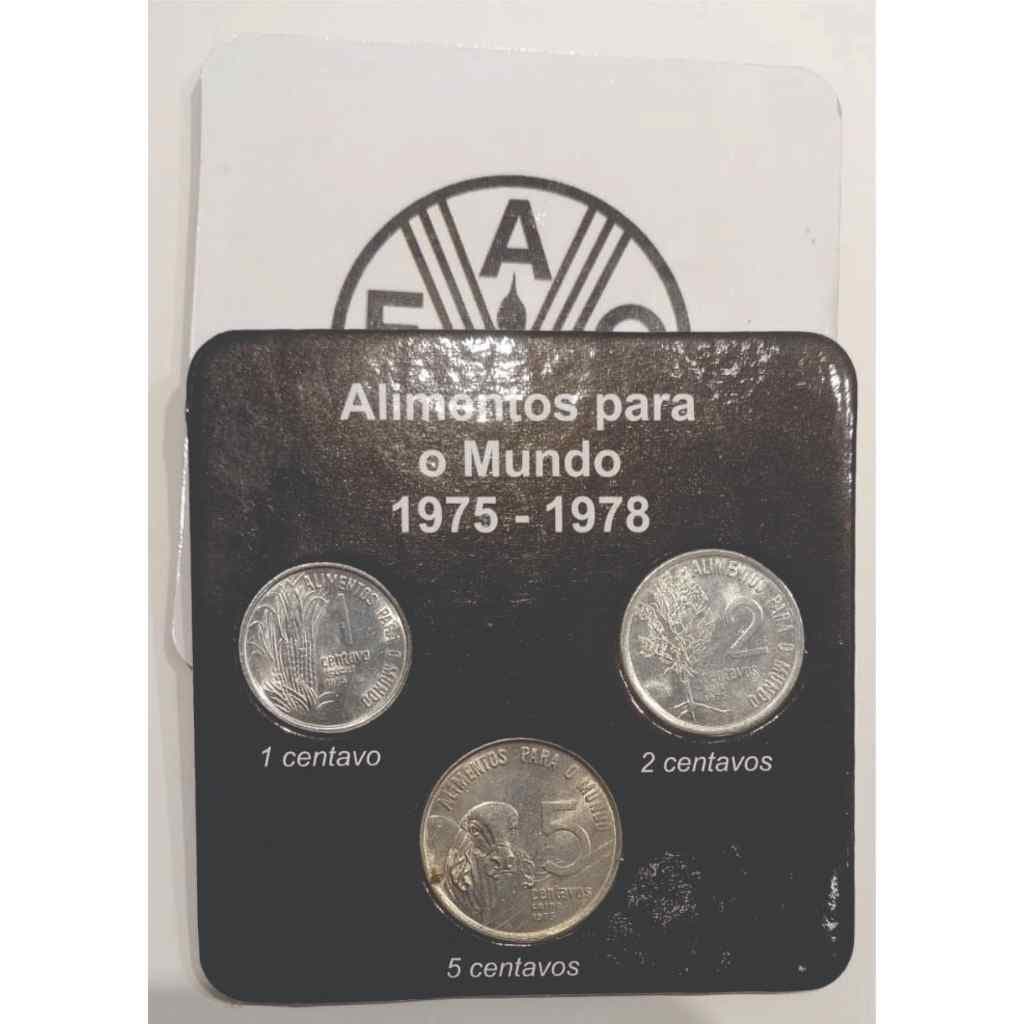 F A O
Alimentos para
o Mundo
1975 - 1978
ALIMENTOS PARA O MUNDO
1
centavo
1975
1 centavo
ALIMENTOS PARA O MUNDO
2
centavos
2 centavos
ALIMENTOS PARA O MUNDO
5
centavos
1975
5 centavos